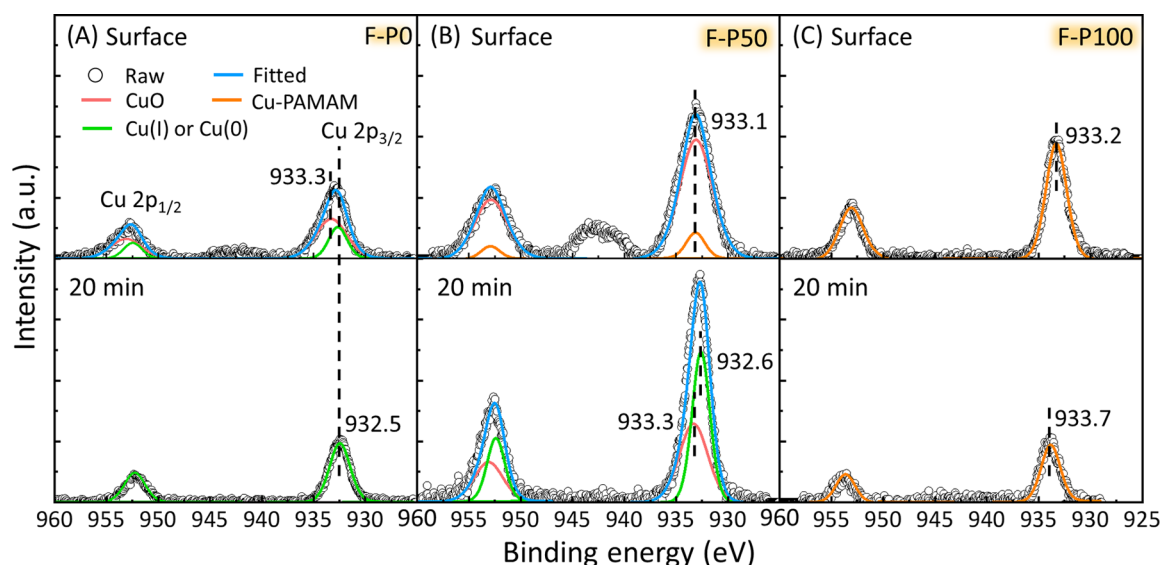 (A) Surface F-P0
Raw Fitted
CuO Cu-PAMAM
Cu(I) or Cu(0)
Cu 2p3/2
933.3
Cu 2p1/2
20 min
932.5
(B) Surface F-P50
933.1
20 min
932.6
933.3
(C) Surface F-P100
933.2
20 min
933.7
Intensity (a.u.)
960 955 950 945 940 935 930 960 955 950 945 940 935 930 960 955 950 945 940 935 930 925
Binding energy (eV)